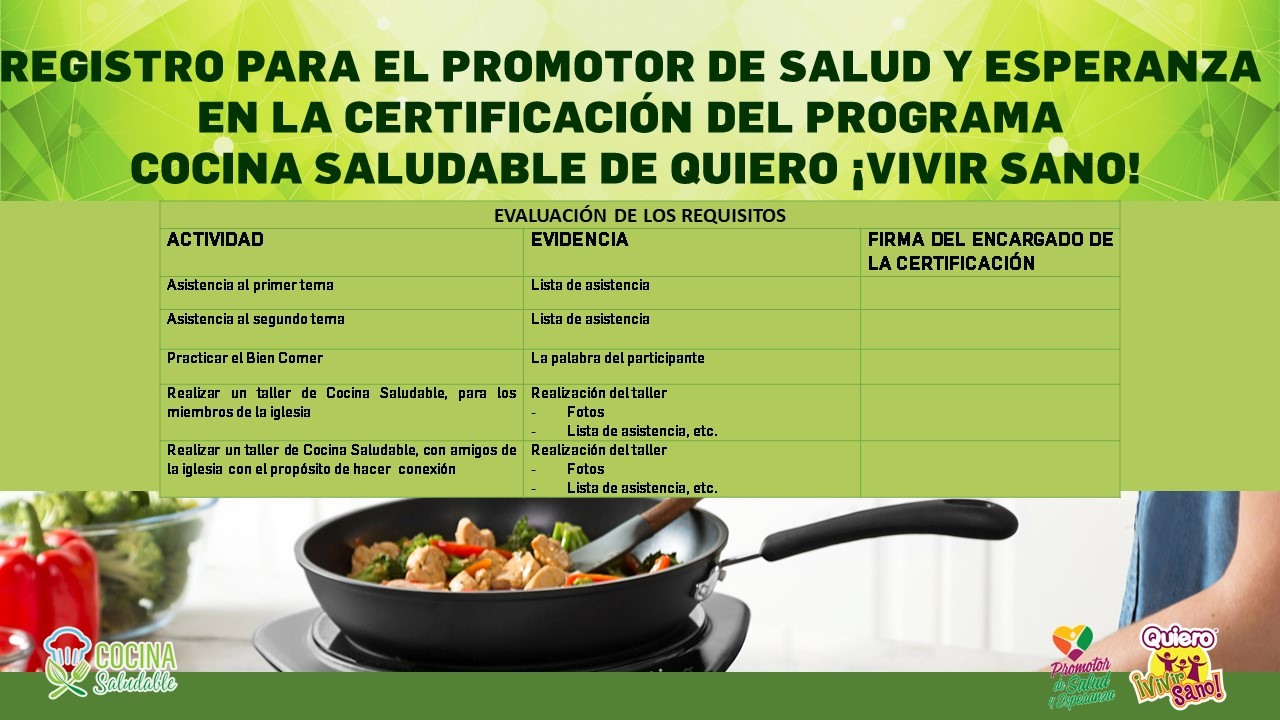 REGISTRO PARA EL PROMOTOR DE SALUD Y ESPERANZA
EN LA CERTIFICACIÓN DEL PROGRAMA
COCINA SALUDABLE DE QUIERO ¡VIVIR SANO!
EVALUACIÓN DE LOS REQUISITOS
ACTIVIDAD
EVIDENCIA
FIRMA DEL ENCARGADO DE
LA CERTIFICACIÓN
Asistencia al primer tema
Lista de asistencia
Asistencia al segundo tema
Lista de asistencia
Practicar el Bien Comer
La palabra del participante
Realizar un taller de Cocina Saludable, para los
miembros de la iglesia
Realización del taller
- Fotos
- Lista de asistencia, etc.
Realizar un taller de Cocina Saludable, con amigos de
la iglesia con el propósito de hacer conexión
Realización del taller
- Fotos
- Lista de asistencia, etc.
COCINA
Saludable
Promotor
de Salud
y Esperanza
Quiero
¡Vivir
Sano!